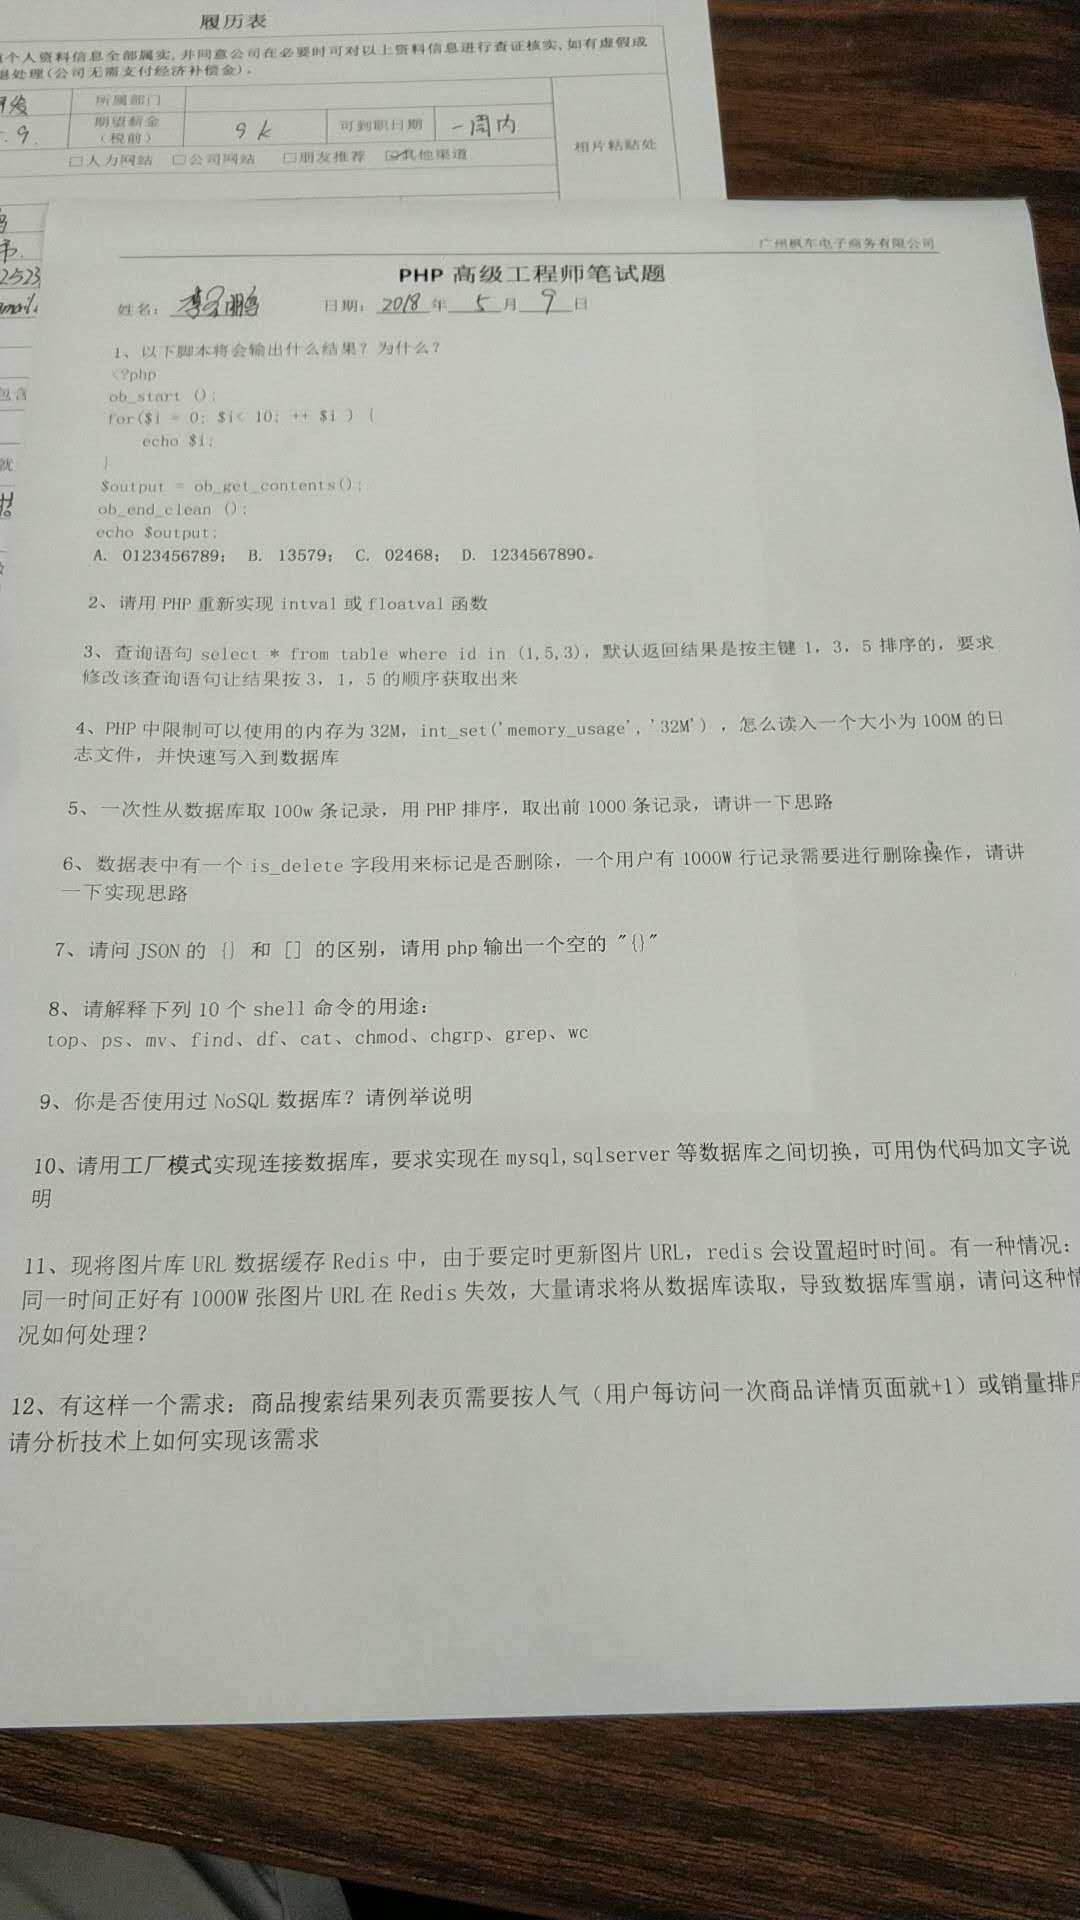 履历表
个人资料信息全部属实,并同意公司在必要时可对以上资料信息进行查证核实,如有虚假成
退处理(公司无需支付经济补偿金)。
所属部门
期望薪金
(税前)
9k
可到职日期
一周内
相片粘贴处
□人力网站 □公司网站 □朋友推荐 ☑其他渠道
2523
包含
就
广州枫车电子商务有限公司
PHP 高级工程师笔试题
姓名: 日期: 2018 年 5 月 9 日
1、以下脚本将会输出什么结果? 为什么?
<?php
ob_start ();
for($i = 0; $i< 10; ++ $i ) {
echo $i;
}
$output = ob_get_contents();
ob_end_clean ();
echo $output;
A. 0123456789; B. 13579; C. 02468; D. 1234567890。
2、请用 PHP 重新实现 intval 或 floatval 函数
3、查询语句 select * from table where id in (1,5,3), 默认返回结果是按主键 1, 3, 5 排序的, 要求
修改该查询语句让结果按 3, 1, 5 的顺序获取出来
4、PHP 中限制可以使用的内存为 32M, int_set('memory_usage','32M') , 怎么读入一个大小为 100M 的日
志文件, 并快速写入到数据库
5、一次性从数据库取 100w 条记录, 用 PHP 排序, 取出前 1000 条记录, 请讲一下思路
6、数据表中有一个 is_delete 字段用来标记是否删除, 一个用户有 1000W 行记录需要进行删除操作, 请讲
一下实现思路
7、请问 JSON 的 {} 和 [] 的区别, 请用 php 输出一个空的 "{}"
8、请解释下列 10 个 shell 命令的用途:
top、ps、mv、find、df、cat、chmod、chgrp、grep、wc
9、你是否使用过 NoSQL 数据库? 请例举说明
10、请用工厂模式实现连接数据库, 要求实现在 mysql,sqlserver 等数据库之间切换, 可用伪代码加文字说
明
11、现将图片库 URL 数据缓存 Redis 中, 由于要定时更新图片 URL, redis 会设置超时时间。有一种情况:
同一时间正好有 1000W 张图片 URL 在 Redis 失效, 大量请求将从数据库读取, 导致数据库雪崩, 请问这种情
况如何处理?
12、有这样一个需求: 商品搜索结果列表页需要按人气 (用户每访问一次商品详情页面就+1) 或销量排序
请分析技术上如何实现该需求